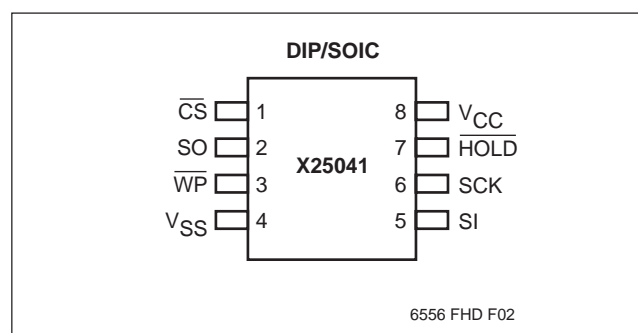 DIP/SOIC
CS 1 8 VCC
SO 2 7 HOLD
X25041
WP 3 6 SCK
VSS 4 5 SI
6556 FHD F02